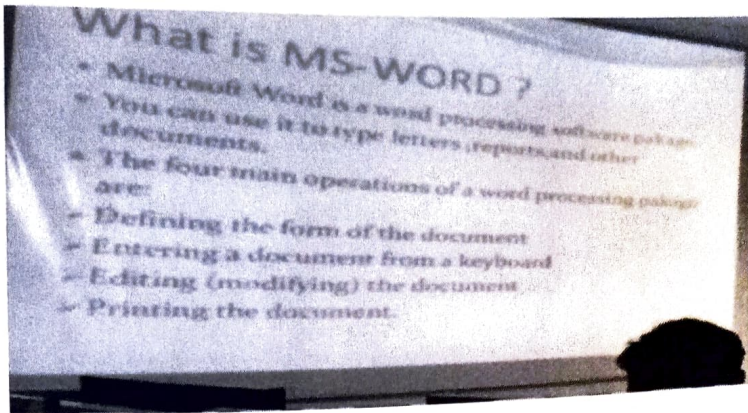 What is MS-WORD ?
• Microsoft Word is a word processing software pakage
• You can use it to type letters ,reports,and other
documents.
• The four main operations of a word processing pakage
are:
➢ Defining the form of the document
➢ Entering a document from a keyboard
➢ Editing (modifying) the document
➢ Printing the document.